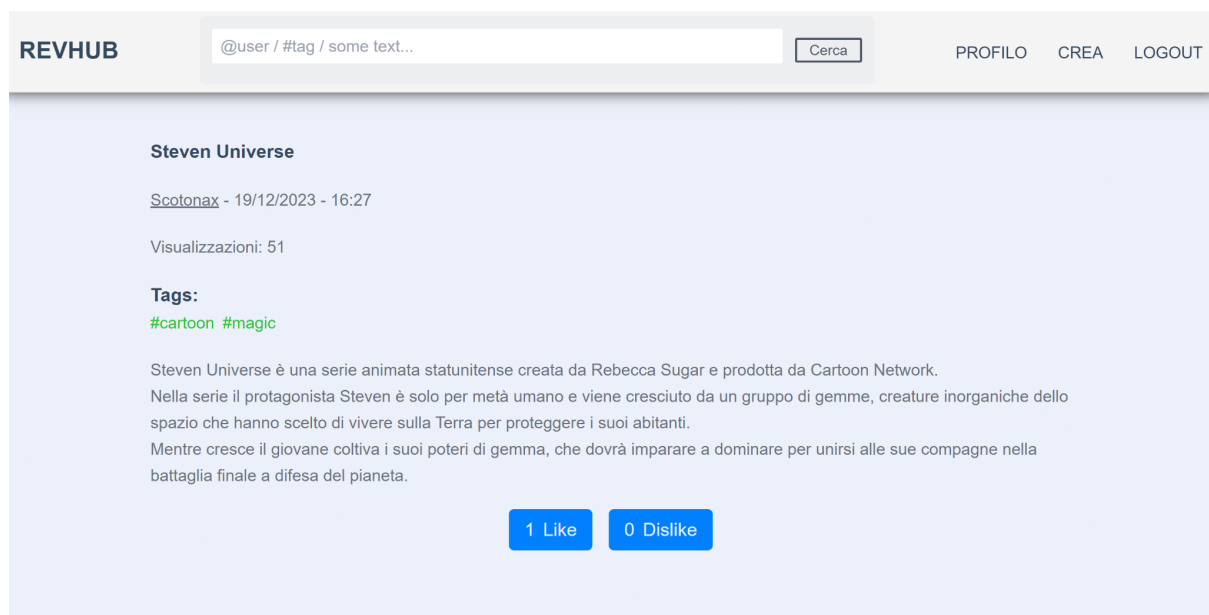 REVHUB
@user / #tag / some text...
Cerca
PROFILO
CREA
LOGOUT
Steven Universe
Scotonax - 19/12/2023 - 16:27
Visualizzazioni: 51
Tags:
#cartoon #magic
Steven Universe è una serie animata statunitense creata da Rebecca Sugar e prodotta da Cartoon Network.
Nella serie il protagonista Steven è solo per metà umano e viene cresciuto da un gruppo di gemme, creature inorganiche dello
spazio che hanno scelto di vivere sulla Terra per proteggere i suoi abitanti.
Mentre cresce il giovane coltiva i suoi poteri di gemma, che dovrà imparare a dominare per unirsi alle sue compagne nella
battaglia finale a difesa del pianeta.
1 Like
0 Dislike